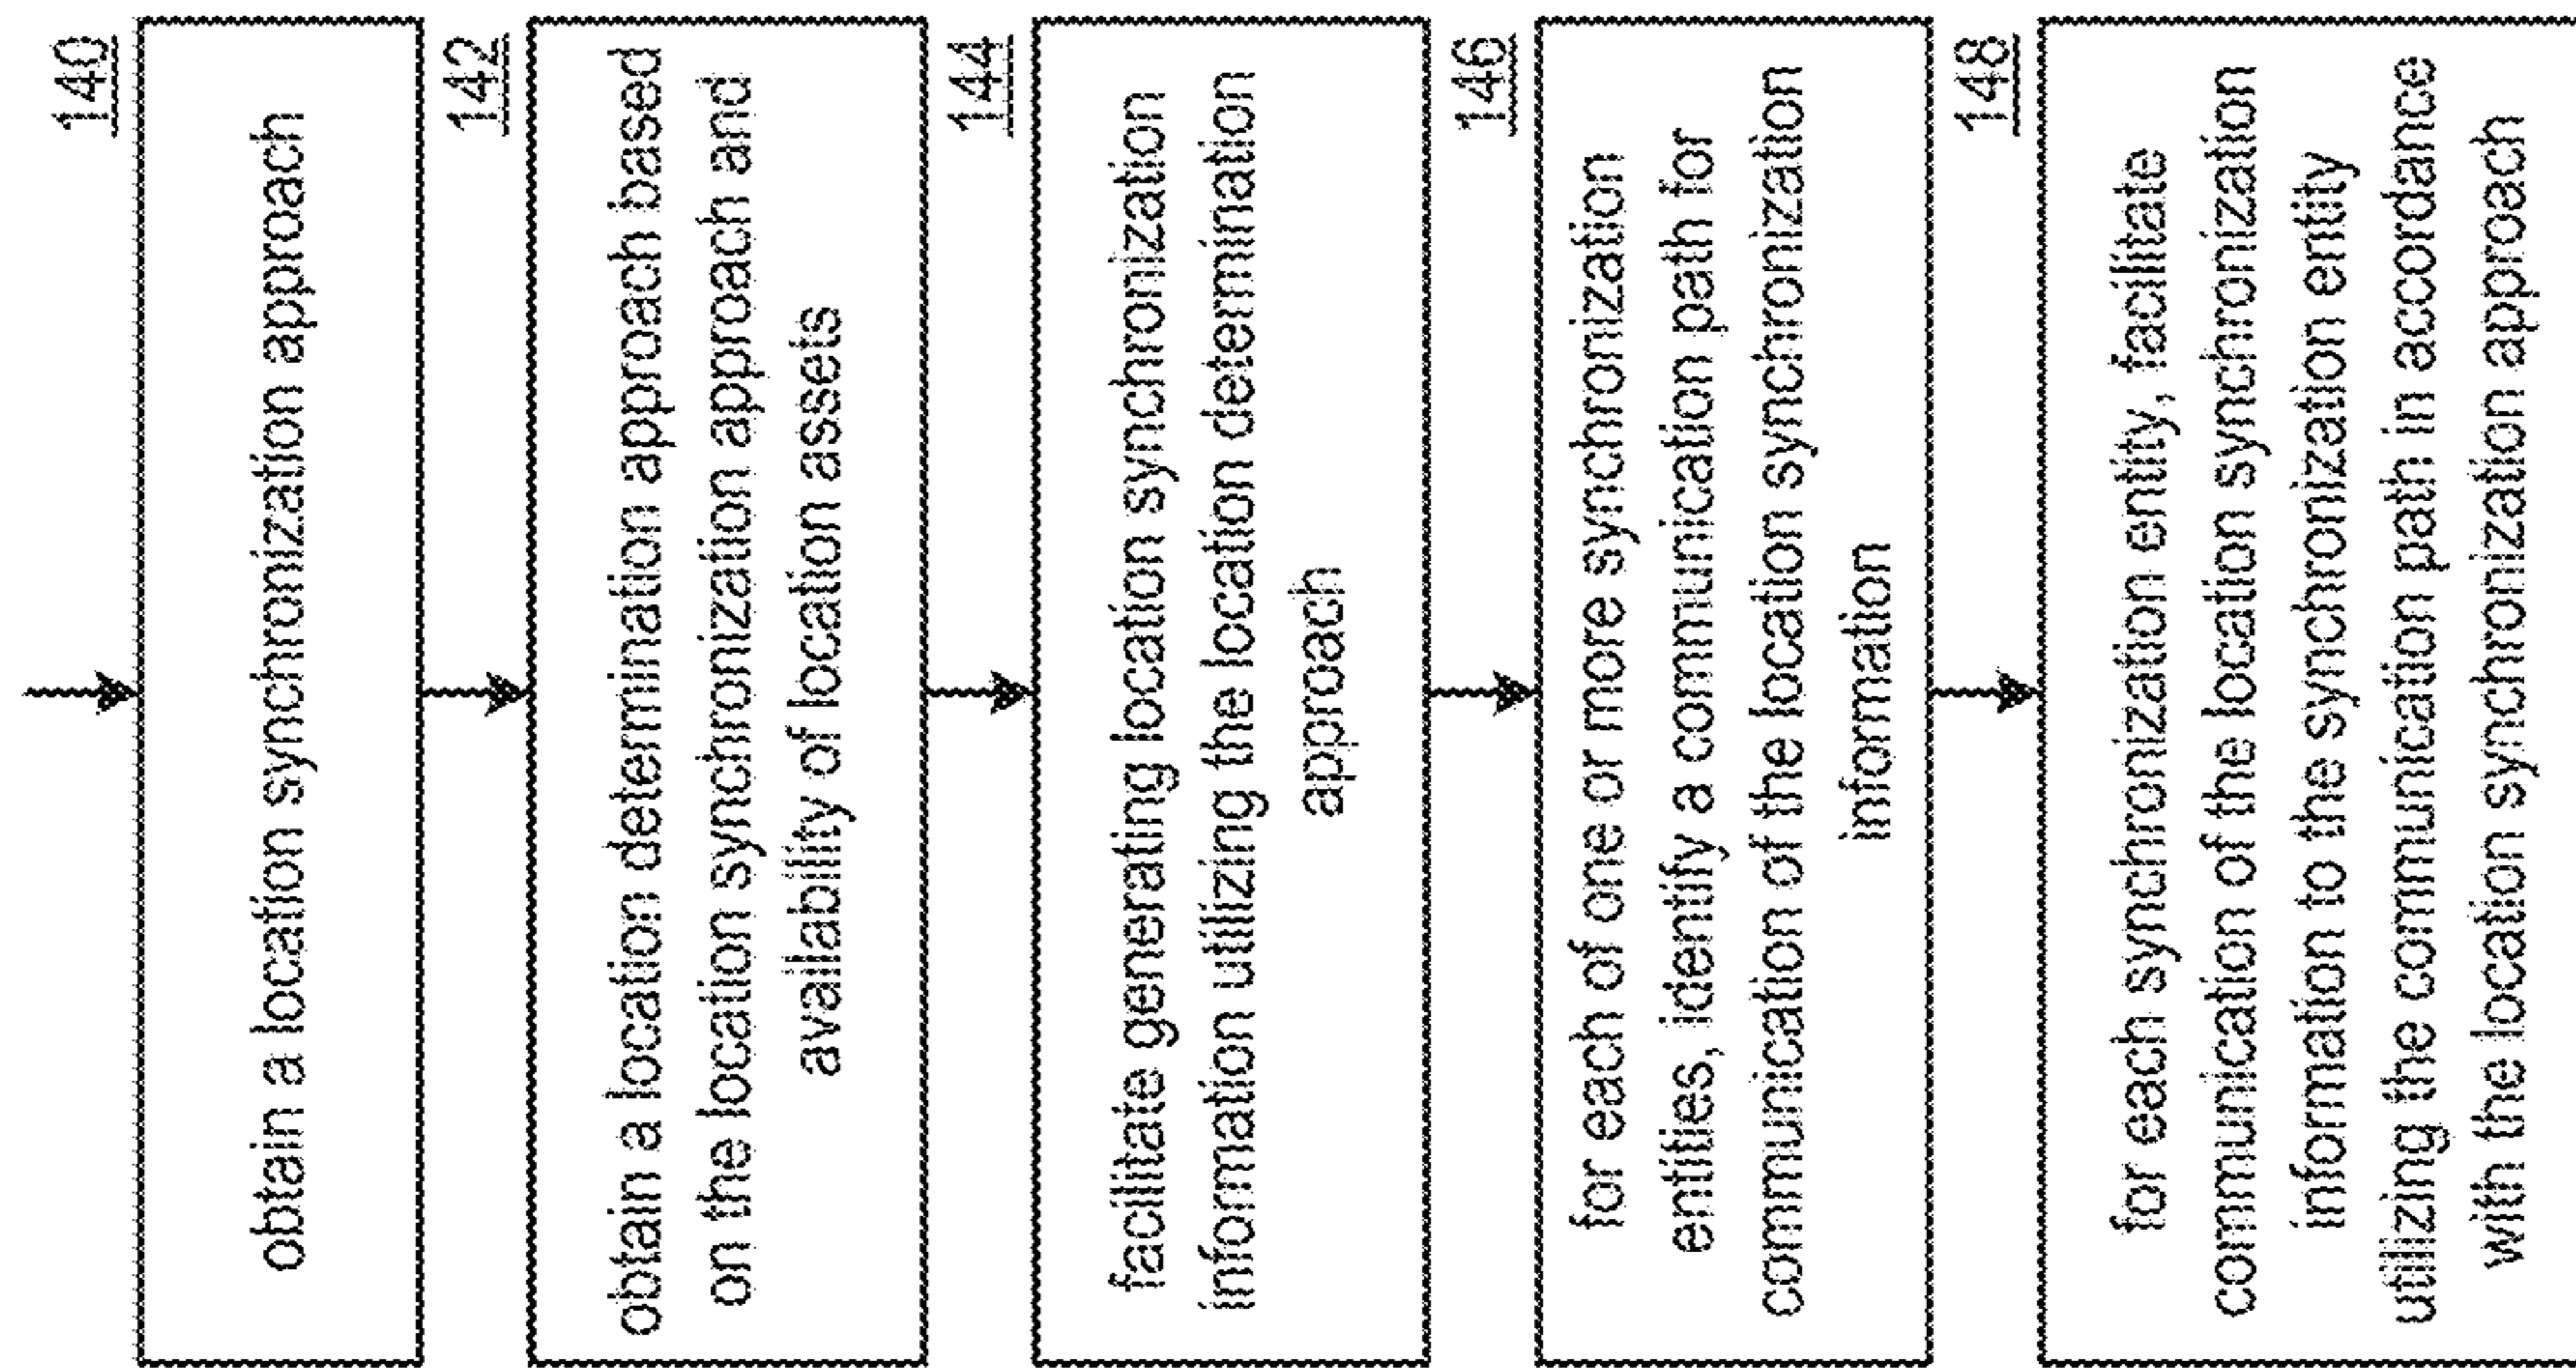 140
obtain a location synchronization approach
142
obtain a location determination approach based
on the location synchronization approach and
availability of location assets
144
facilitate generating location synchronization
information utilizing the location determination
approach
146
for each of one or more synchronization
entities, identify a communication path for
communication of the location synchronization
information
148
for each synchronization entity, facilitate
communication of the location synchronization
information to the synchronization entity
utilizing the communication path in accordance
with the location synchronization approach